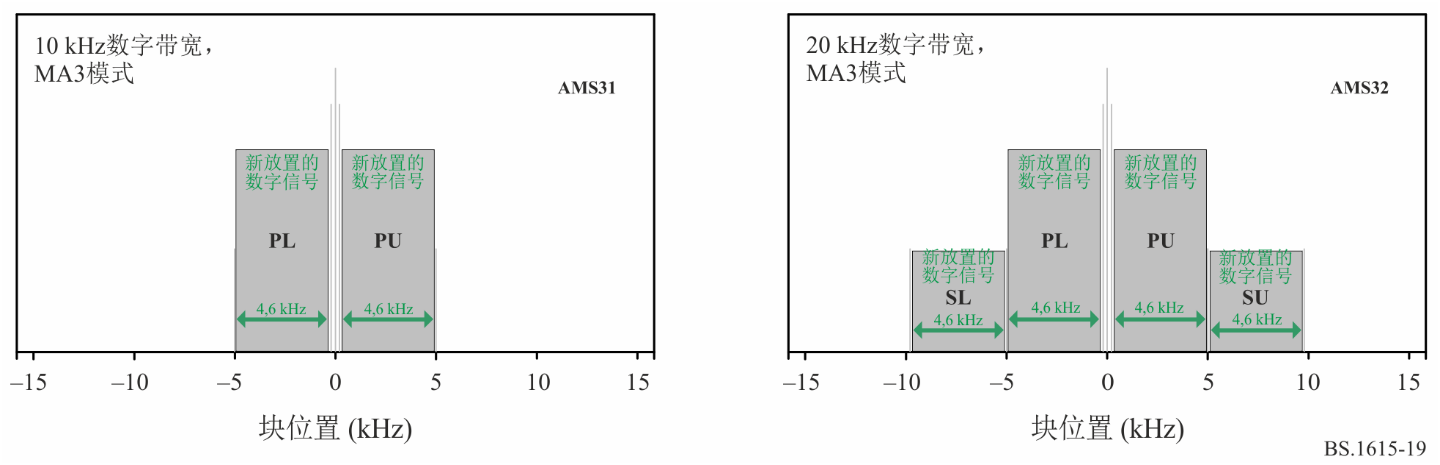 10 kHz数字带宽，
MA3模式
AMS31
新放置的
数字信号
新放置的
数字信号
PL
PU
4,6 kHz
4,6 kHz
–15
–10
–5
0
5
10
15
块位置 (kHz)
20 kHz数字带宽，
MA3模式
AMS32
新放置的
数字信号
新放置的
数字信号
PL
PU
新放置的
数字信号
新放置的
数字信号
SL
SU
4,6 kHz
4,6 kHz
4,6 kHz
4,6 kHz
–15
–10
–5
0
5
10
15
块位置 (kHz)
BS.1615-19